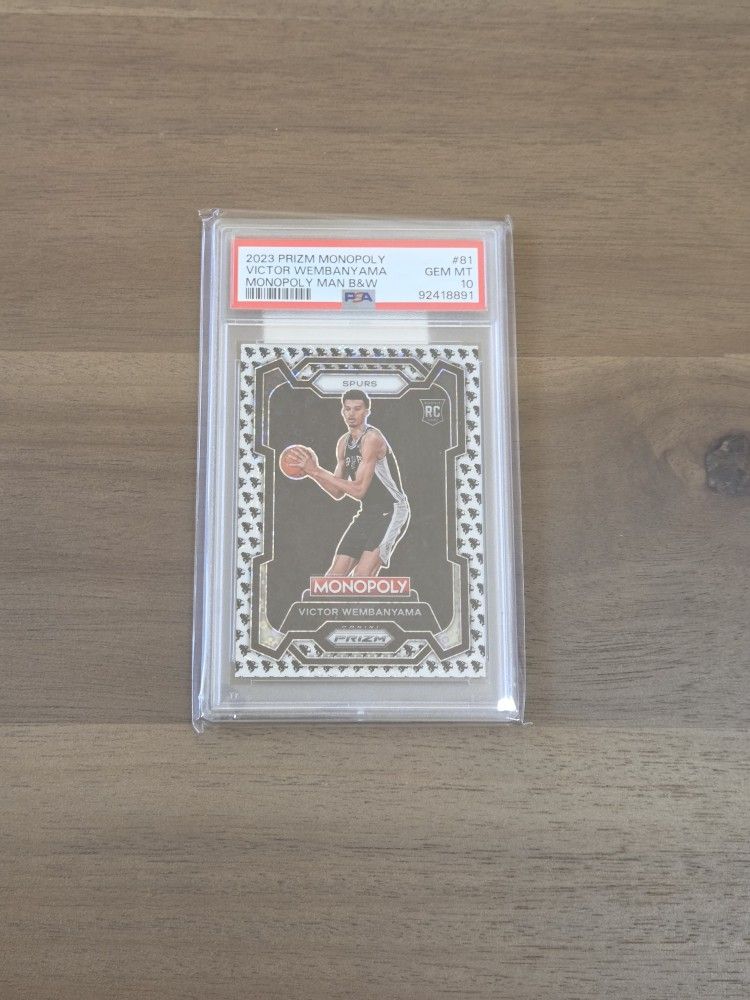 2023 PRIZM MONOPOLY #81
VICTOR WEMBANYAMA GEM MT
MONOPOLY MAN B&W 10
PSA 92418891
SPURS
RC
MONOPOLY
VICTOR WEMBANYAMA
PANINI
PRIZM